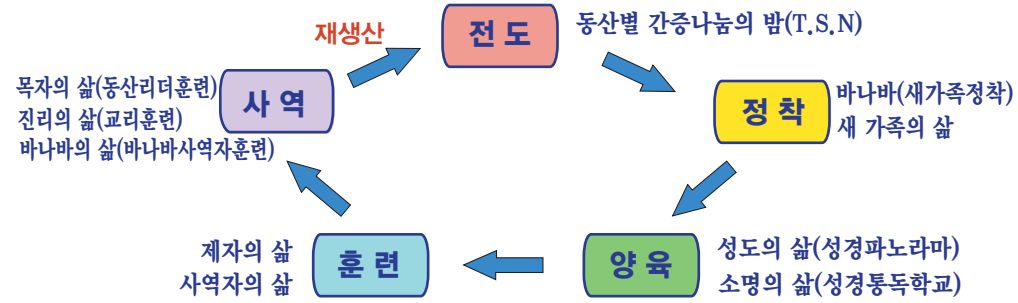 재생산
전 도
동산별 간증나눔의 밤(T.S.N)
정 착
바나바(새가족정착)
새 가족의 삶
양 육
성도의 삶(성경파노라마)
소명의 삶(성경통독학교)
훈 련
제자의 삶
사역자의 삶
사 역
목자의 삶(동산리더훈련)
진리의 삶(교리훈련)
바나바의 삶(바나바사역자훈련)